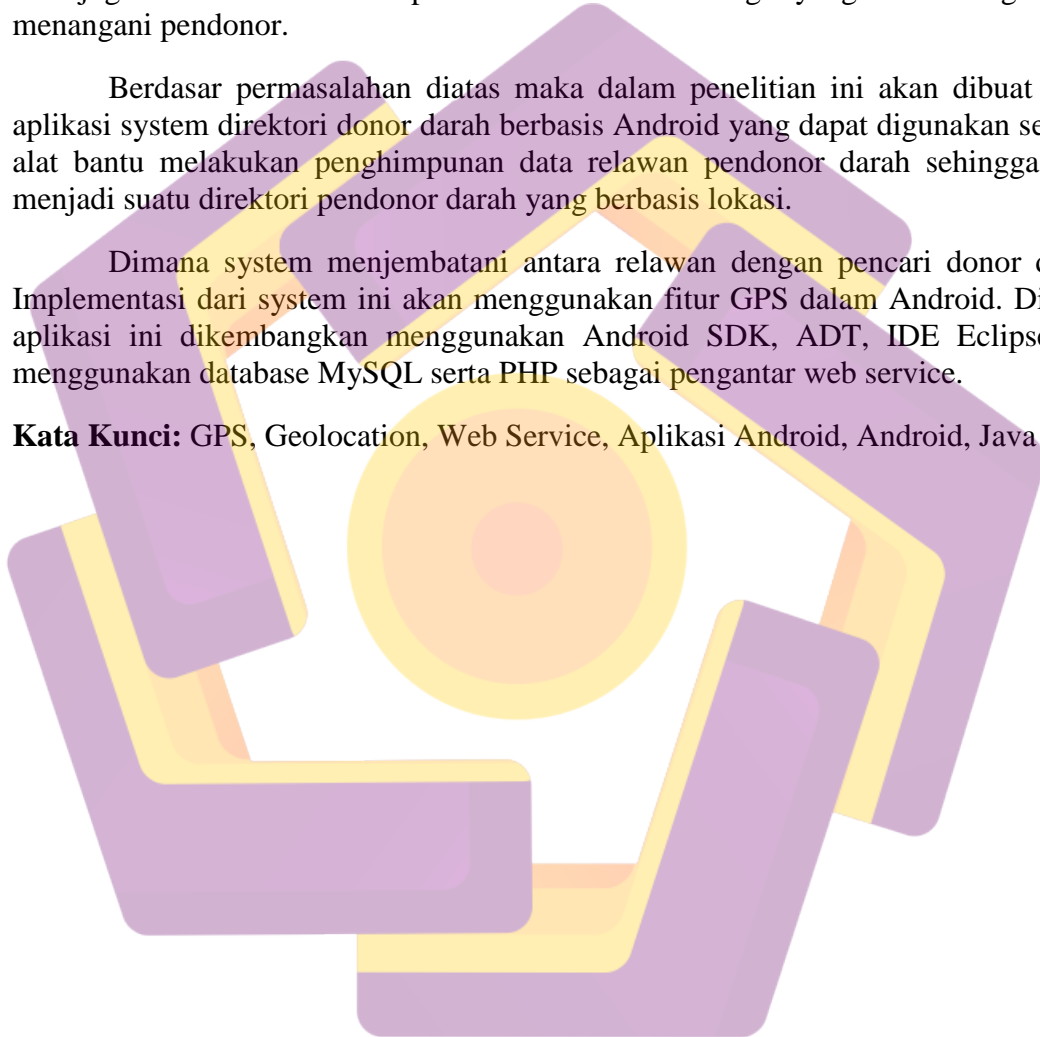 menangani pendonor.
Berdasar permasalahan diatas maka dalam penelitian ini akan dibuat
aplikasi system direktori donor darah berbasis Android yang dapat digunakan
alat bantu melakukan penghimpunan data relawan pendonor darah sehingga
menjadi suatu direktori pendonor darah yang berbasis lokasi.
Dimana system menjembatani antara relawan dengan pencari donor
Implementasi dari system ini akan menggunakan fitur GPS dalam Android.
aplikasi ini dikembangkan menggunakan Android SDK, ADT, IDE
menggunakan database MySQL serta PHP sebagai pengantar web service.
Kata Kunci: GPS, Geolocation, Web Service, Aplikasi Android, Android, Java